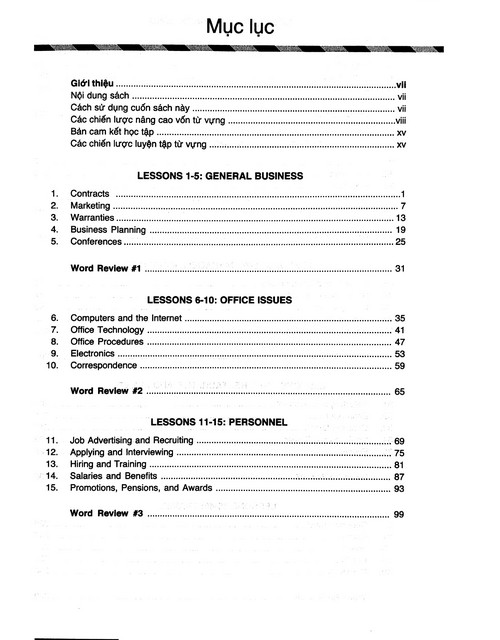 Mục lục
Giới thiệu ........ vii
Nội dung sách ........ vii
Cách sử dụng cuốn sách này ........ vii
Các chiến lược nâng cao vốn từ vựng ........ viii
Bản cam kết học tập ........ xv
Các chiến lược luyện tập từ vựng ........ xv
LESSONS 1-5: GENERAL BUSINESS
1. Contracts ........ 1
2. Marketing ........ 7
3. Warranties ........ 13
4. Business Planning ........ 19
5. Conferences ........ 25
Word Review #1 ........ 31
LESSONS 6-10: OFFICE ISSUES
6. Computers and the Internet ........ 35
7. Office Technology ........ 41
8. Office Procedures ........ 47
9. Electronics ........ 53
10. Correspondence ........ 59
Word Review #2 ........ 65
LESSONS 11-15: PERSONNEL
11. Job Advertising and Recruiting ........ 69
12. Applying and Interviewing ........ 75
13. Hiring and Training ........ 81
14. Salaries and Benefits ........ 87
15. Promotions, Pensions, and Awards ........ 93
Word Review #3 ........ 99